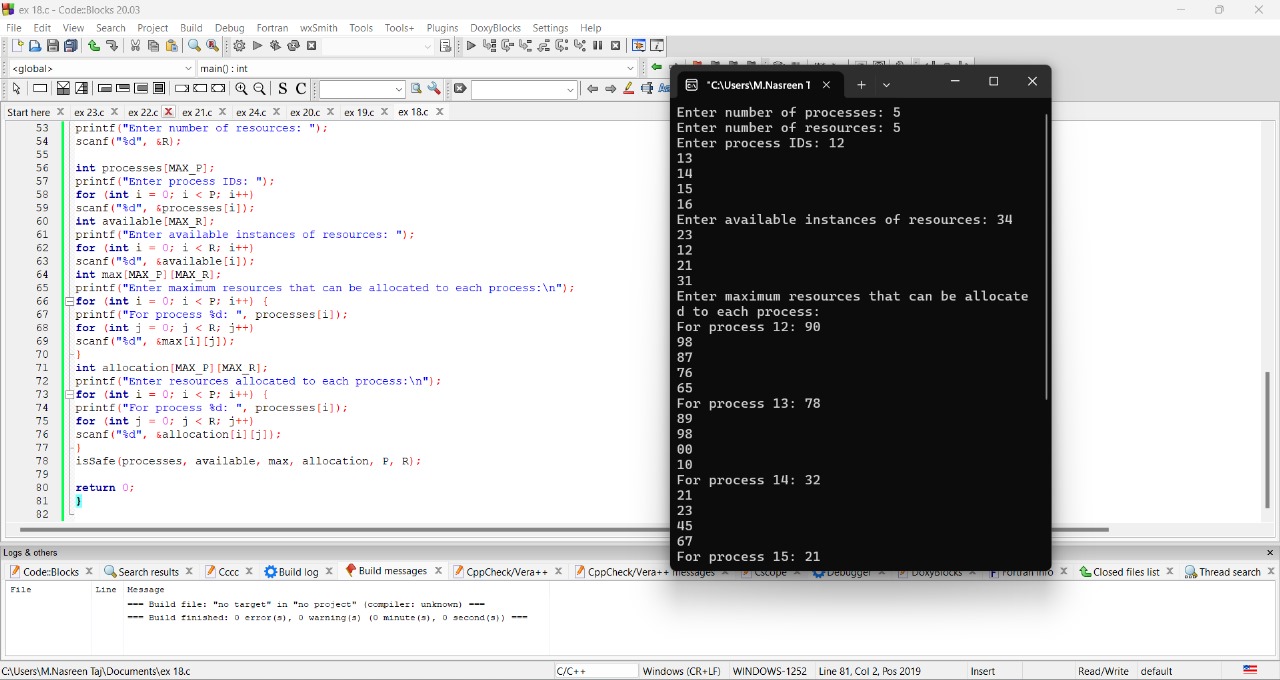 ex 18.c - Code::Blocks 20.03
File Edit View Search Project Build Debug Fortran wxSmith Tools Tools+ Plugins DoxyBlocks Settings Help
<global> main() : int
S C
Start here ex 23.c ex 22.c ex 21.c ex 24.c ex 20.c ex 19.c ex 18.c
53 printf("Enter number of resources: ");
54 scanf("%d", &R);
55
56 int processes[MAX_P];
57 printf("Enter process IDs: ");
58 for (int i = 0; i < P; i++)
59 scanf("%d", &processes[i]);
60 int available[MAX_R];
61 printf("Enter available instances of resources: ");
62 for (int i = 0; i < R; i++)
63 scanf("%d", &available[i]);
64 int max[MAX_P][MAX_R];
65 printf("Enter maximum resources that can be allocated to each process:\n");
66 for (int i = 0; i < P; i++) {
67 printf("For process %d: ", processes[i]);
68 for (int j = 0; j < R; j++)
69 scanf("%d", &max[i][j]);
70 }
71 int allocation[MAX_P][MAX_R];
72 printf("Enter resources allocated to each process:\n");
73 for (int i = 0; i < P; i++) {
74 printf("For process %d: ", processes[i]);
75 for (int j = 0; j < R; j++)
76 scanf("%d", &allocation[i][j]);
77 }
78 isSafe(processes, available, max, allocation, P, R);
79
80 return 0;
81 }
82
"C:\Users\M.Nasreen T
Enter number of processes: 5
Enter number of resources: 5
Enter process IDs: 12
13
14
15
16
Enter available instances of resources: 34
23
12
21
31
Enter maximum resources that can be allocate
d to each process:
For process 12: 90
98
87
76
65
For process 13: 78
89
98
00
10
For process 14: 32
21
23
45
67
For process 15: 21
Logs & others
Code::Blocks Search results Cccc Build log Build messages CppCheck/Vera++ CppCheck/Vera++ messages Cscope Debugger DoxyBlocks Fortran info Closed files list Thread search
File Line Message
=== Build file: "no target" in "no project" (compiler: unknown) ===
=== Build finished: 0 error(s), 0 warning(s) (0 minute(s), 0 second(s)) ===
C:\Users\M.Nasreen Taj\Documents\ex 18.c C/C++ Windows (CR+LF) WINDOWS-1252 Line 81, Col 2, Pos 2019 Insert Read/Write default